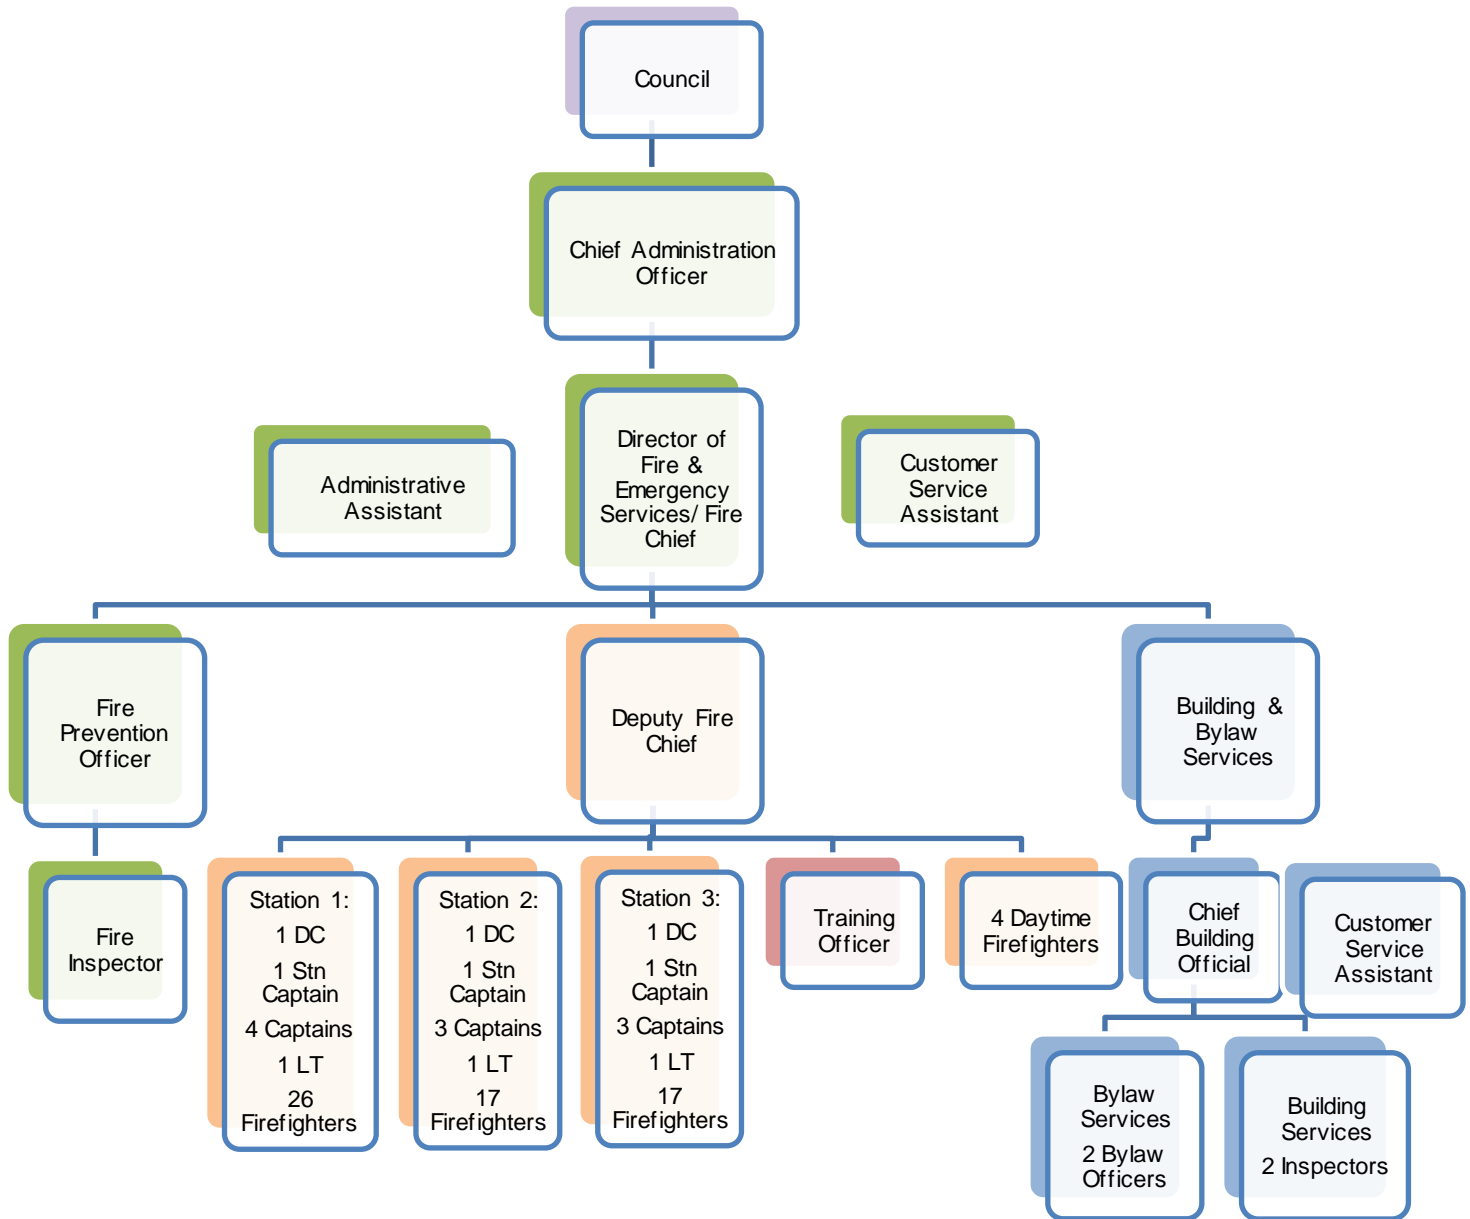 Council
Chief Administration
Officer
Administrative
Assistant
Director of
Fire &
Emergency
Services/ Fire
Chief
Customer
Service
Assistant
Fire
Prevention
Officer
Deputy Fire
Chief
Building &
Bylaw
Services
Fire
Inspector
Station 1:
1 DC
1 Stn
Captain
4 Captains
1 LT
26
Firefighters
Station 2:
1 DC
1 Stn
Captain
3 Captains
1 LT
17
Firefighters
Station 3:
1 DC
1 Stn
Captain
3 Captains
1 LT
17
Firefighters
Training
Officer
4 Daytime
Firefighters
Chief
Building
Official
Customer
Service
Assistant
Bylaw
Services
2 Bylaw
Officers
Building
Services
2 Inspectors